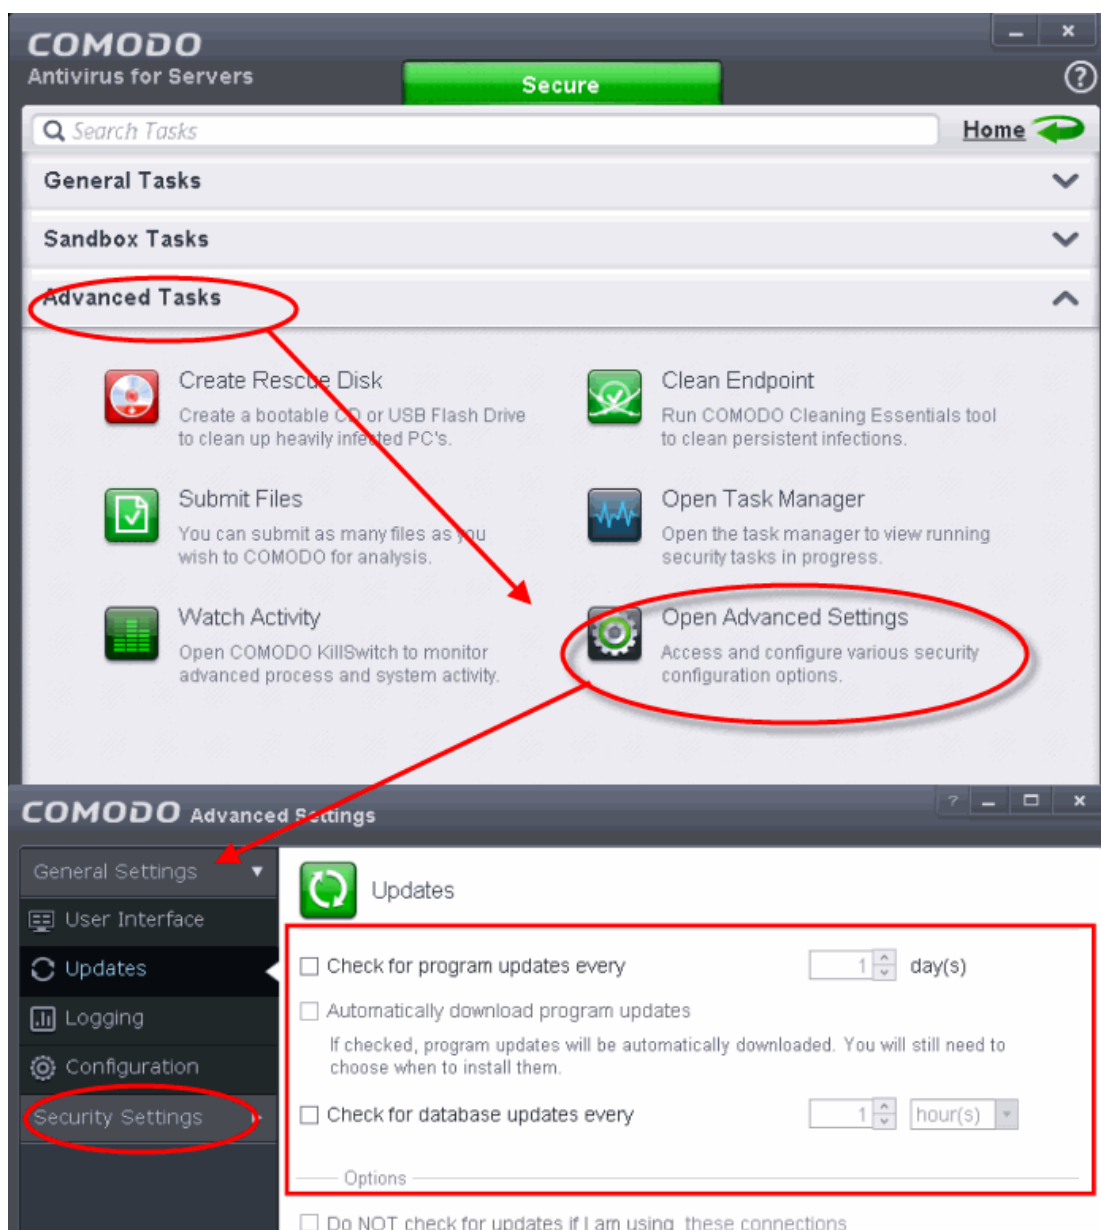 COMODO
Antivirus for Servers
Secure
?
Search Tasks
Home
General Tasks
Sandbox Tasks
Advanced Tasks
Create Rescue Disk
Create a bootable CD or USB Flash Drive
to clean up heavily infected PC's.
Clean Endpoint
Run COMODO Cleaning Essentials tool
to clean persistent infections.
Submit Files
You can submit as many files as you
wish to COMODO for analysis.
Open Task Manager
Open the task manager to view running
security tasks in progress.
Watch Activity
Open COMODO KillSwitch to monitor
advanced process and system activity.
Open Advanced Settings
Access and configure various security
configuration options.
COMODO Advanced Settings
?
General Settings
User Interface
Updates
Logging
Configuration
Security Settings
Updates
Check for program updates every 1 day(s)
Automatically download program updates
If checked, program updates will be automatically downloaded. You will still need to
choose when to install them.
Check for database updates every 1 hour(s)
Options
Do NOT check for updates if I am using these connections